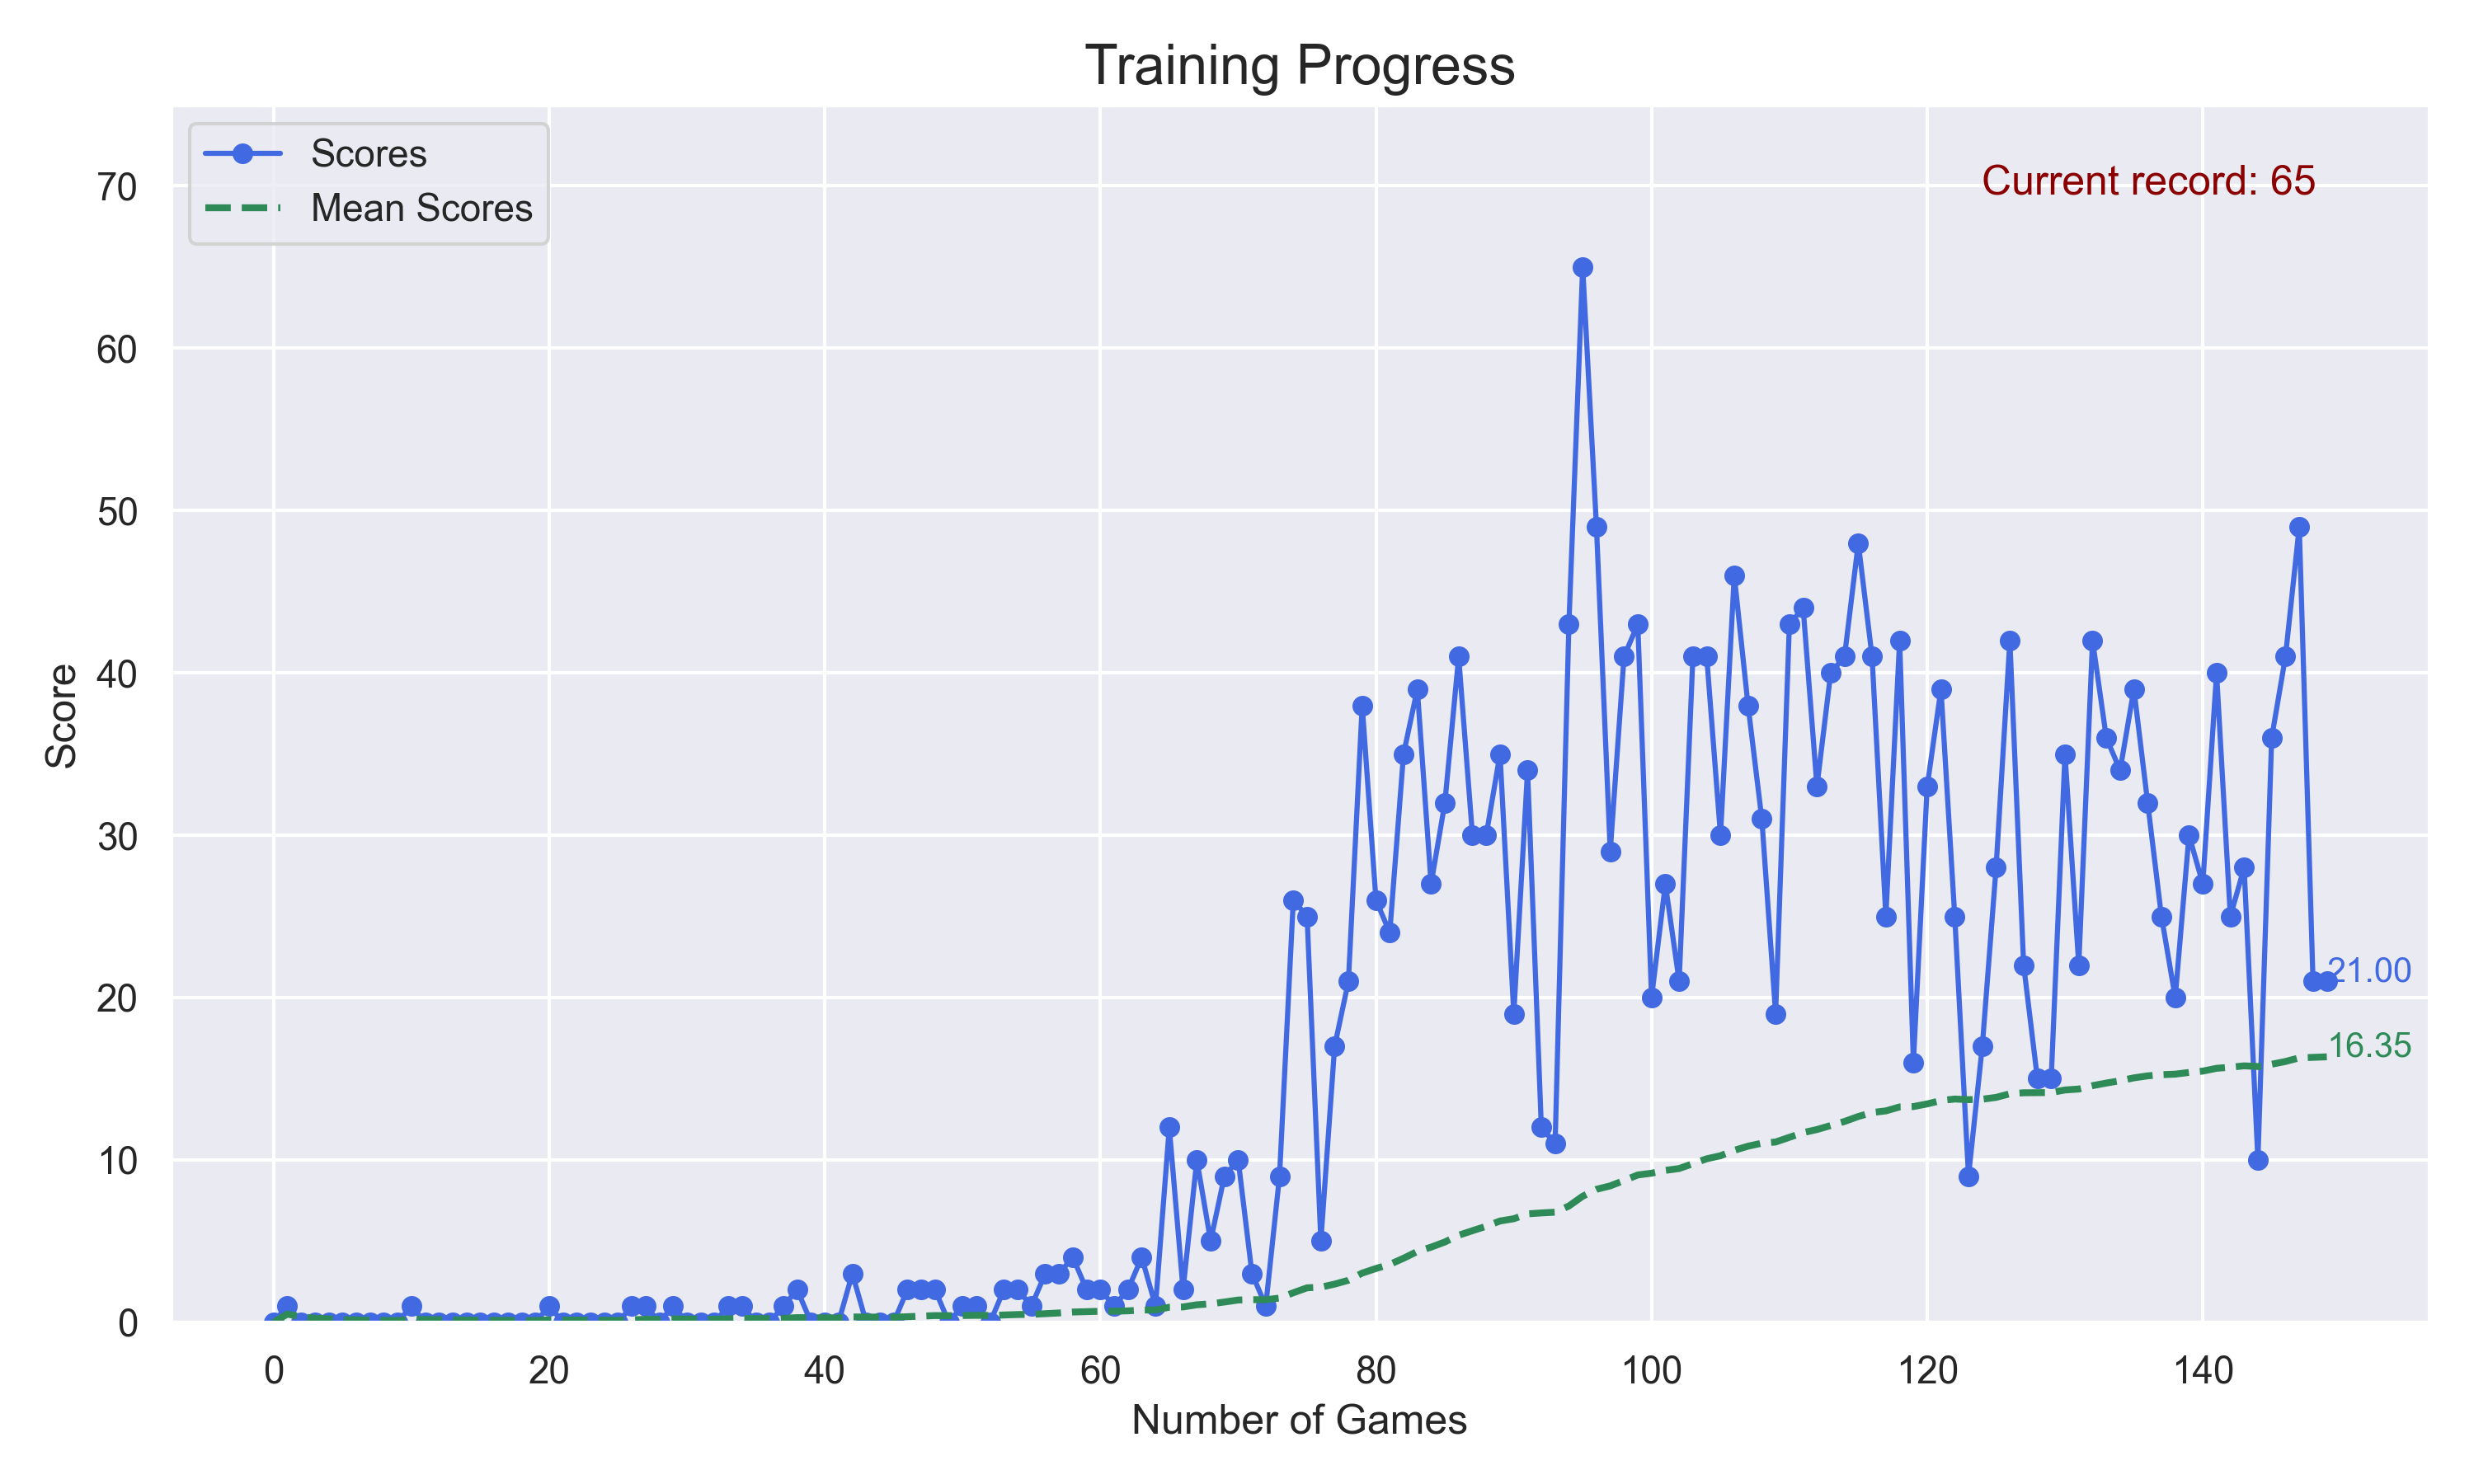 Training Progress
Scores
Mean Scores
Current record: 65
70
60
50
40
30
20
10
0
Score
21.00
16.35
0 20 40 60 80 100 120 140
Number of Games